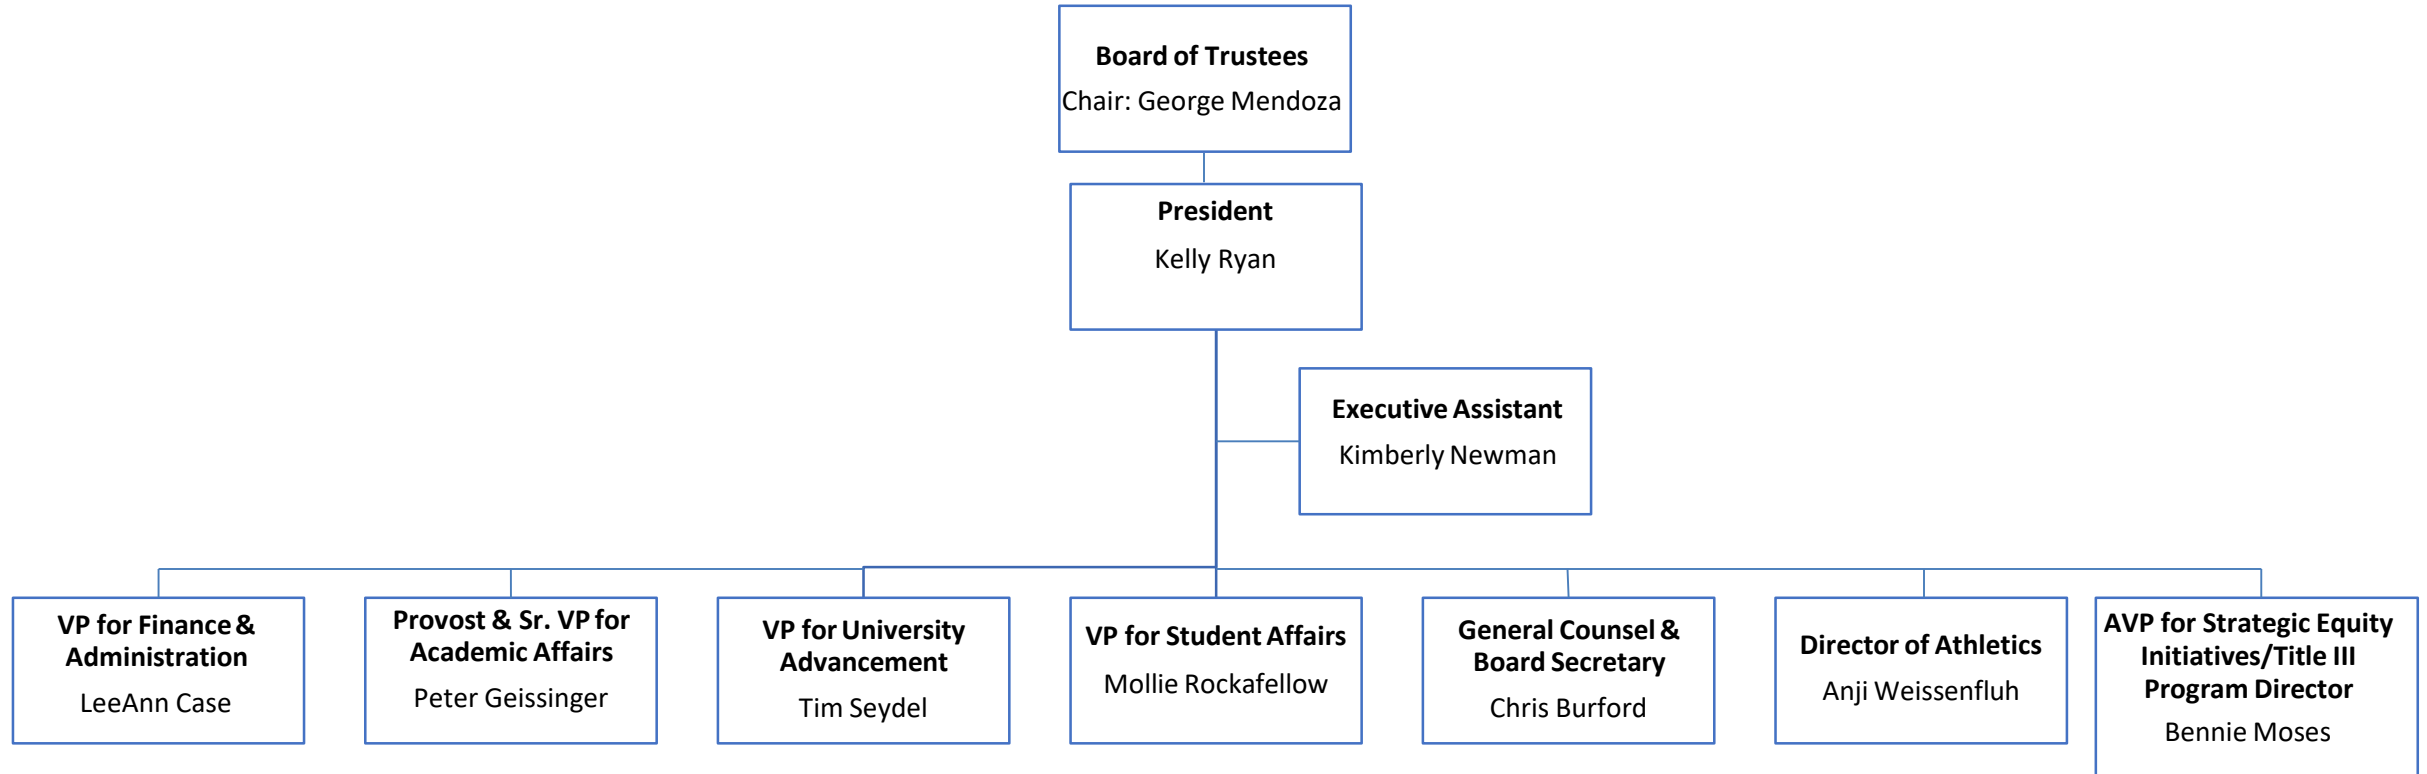 Board of Trustees
Chair: George Mendoza
President
Kelly Ryan
Executive Assistant
Kimberly Newman
VP for Finance &
Administration
LeeAnn Case
Provost & Sr. VP for
Academic Affairs
Peter Geissinger
VP for University
Advancement
Tim Seydel
VP for Student Affairs
Mollie Rockafellow
General Counsel &
Board Secretary
Chris Burford
Director of Athletics
Anji Weissenfluh
AVP for Strategic Equity
Initiatives/Title III
Program Director
Bennie Moses